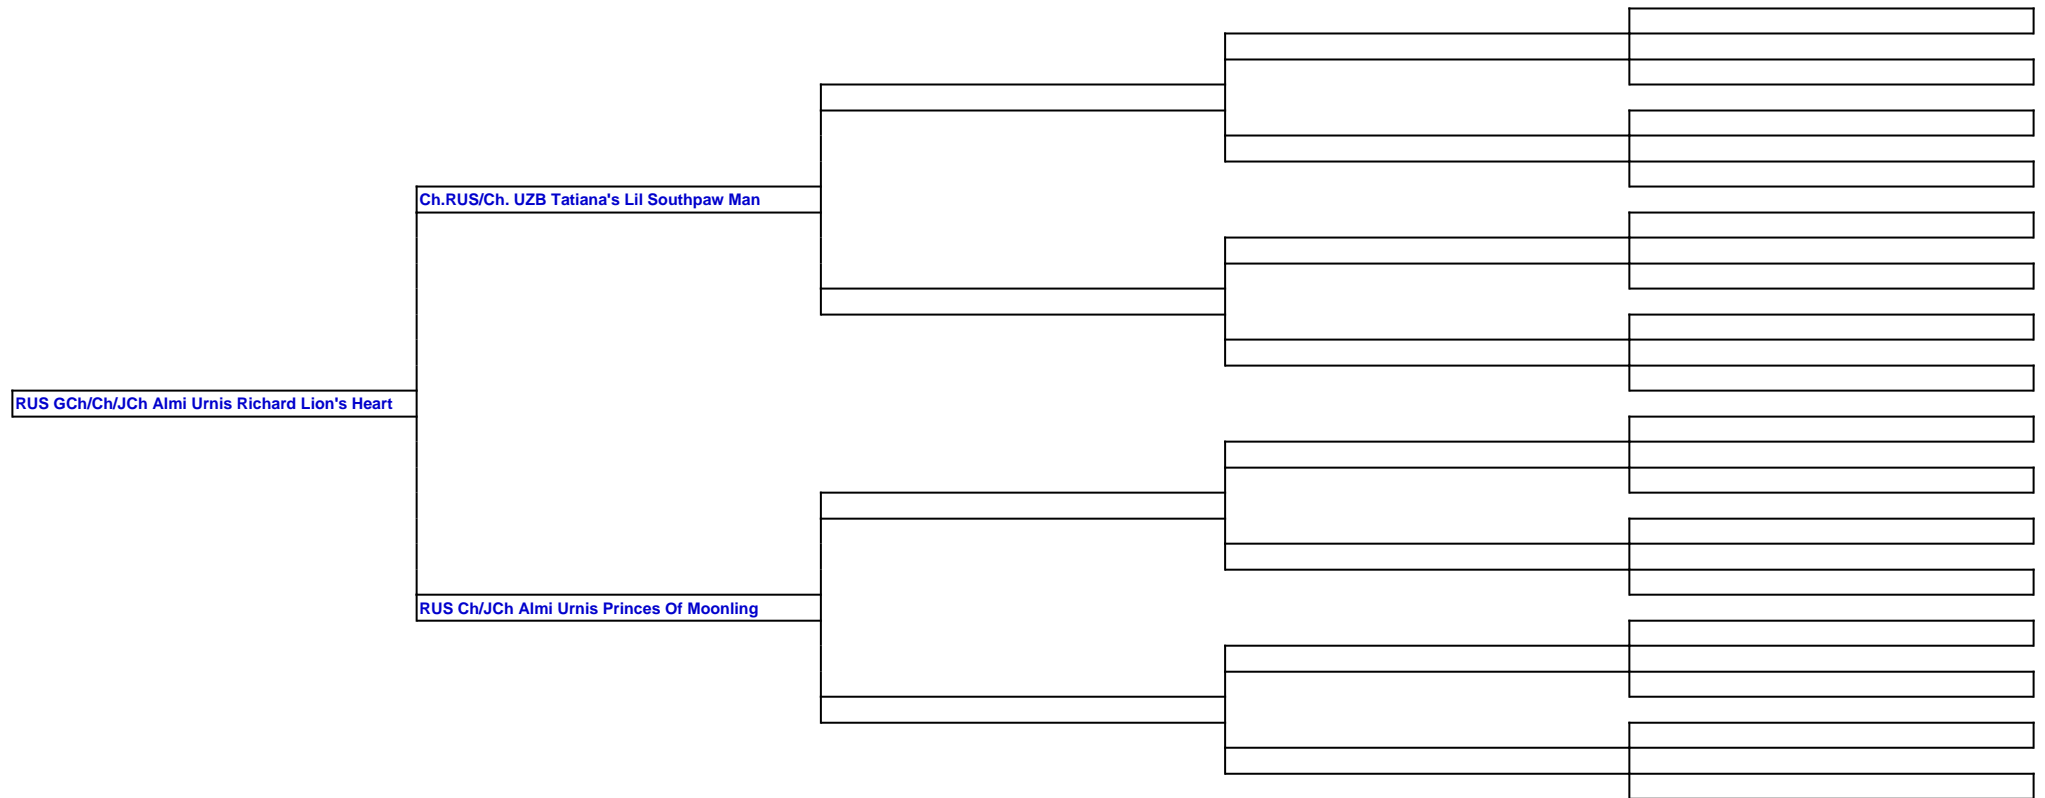 Ch.RUS/Ch. UZB Tatiana's Lil Southpaw Man
RUS GCh/Ch/JCh Almi Urnis Richard Lion's Heart
RUS Ch/JCh Almi Urnis Princes Of Moonling